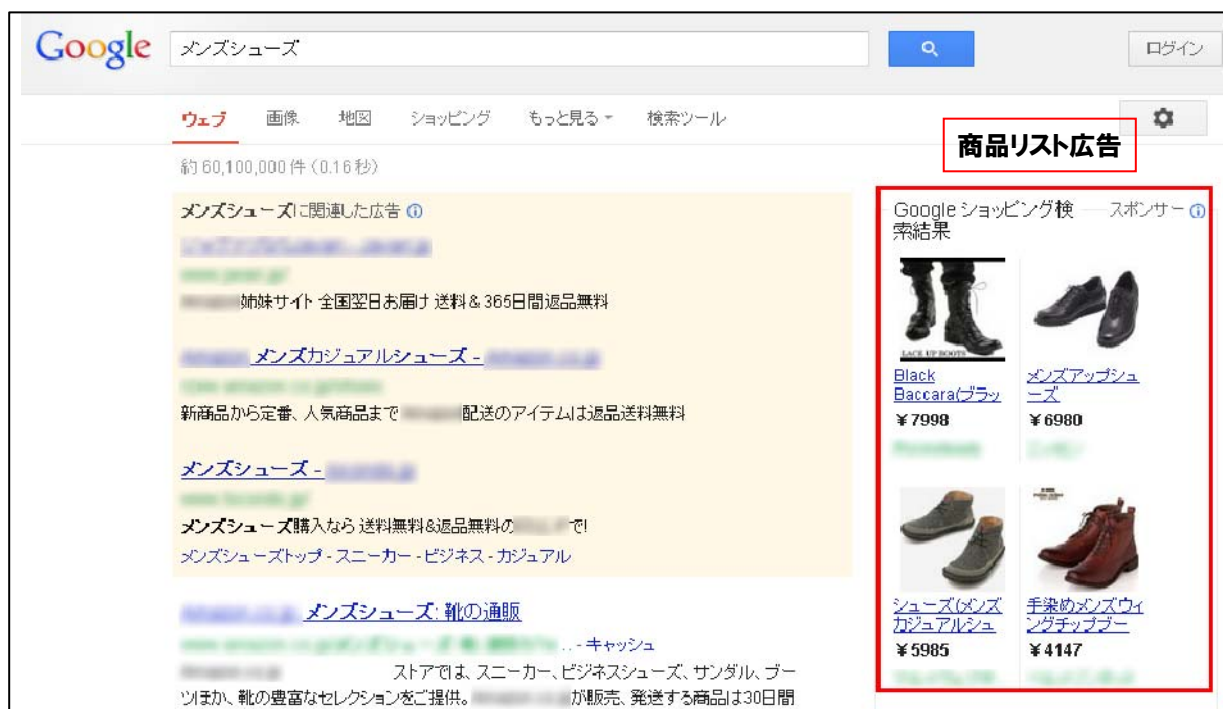 Google
メンズシューズ
ログイン
ウェブ 画像 地図 ショッピング もっと見る 検索ツール
商品リスト広告
約 60,100,000 件 (0.16 秒)
メンズシューズに関連した広告
姉妹サイト 全国翌日お届け 送料 & 365日間返品無料
メンズカジュアルシューズ -
新商品から定番、人気商品まで 配送のアイテムは返品送料無料
メンズシューズ -
メンズシューズ購入なら 送料無料&返品無料の で!
メンズシューズトップ - スニーカー - ビジネス - カジュアル
メンズシューズ: 靴の通販
... - キャッシュ
ストアでは、スニーカー、ビジネスシューズ、サンダル、ブー
ツほか、靴の豊富なセレクションをご提供。 が販売、発送する商品は30日間
Google ショッピング検 スポンサー
索結果
LACE UP BOOTS
Black
Baccara(ブラッ
¥7998
メンズアップシュ
ーズ
¥6980
シューズ(メンズ
カジュアルシュ
¥5985
手染めメンズウィ
ングチップブー
¥4147